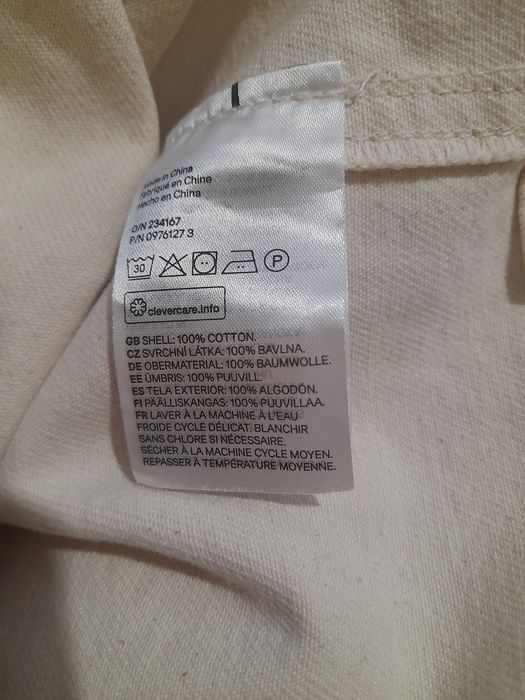 Made in China
Fabriqué en Chine
Hecho en China
O/N 234167
P/N 0976127 3
30 P
clevercare.info
GB SHELL: 100% COTTON.
CZ SVRCHNÍ LÁTKA: 100% BAVLNA.
DE OBERMATERIAL: 100% BAUMWOLLE.
EE ÜMBRIS: 100% PUUVILL.
ES TELA EXTERIOR: 100% ALGODÓN.
FI PÄÄLLISKANGAS: 100% PUUVILLAA.
FR LAVER À LA MACHINE À L'EAU
FROIDE CYCLE DÉLICAT. BLANCHIR
SANS CHLORE SI NÉCESSAIRE.
SÉCHER À LA MACHINE CYCLE MOYEN.
REPASSER À TEMPÉRATURE MOYENNE.